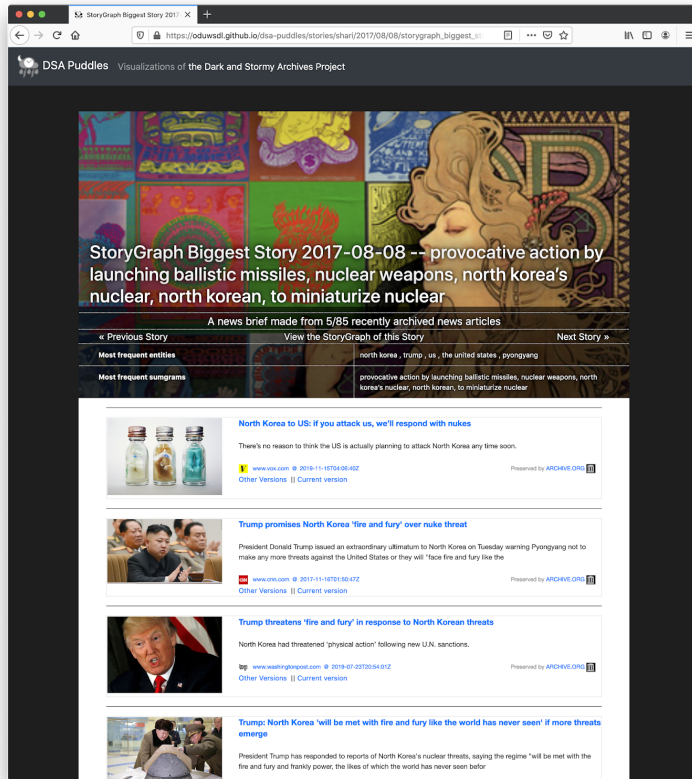 StoryGraph Biggest Story 2017-
https://oduwsdl.github.io/dsa-puddles/stories/shari/2017/08/08/storygraph_biggest_st
DSA Puddles Visualizations of the Dark and Stormy Archives Project
StoryGraph Biggest Story 2017-08-08 -- provocative action by
launching ballistic missiles, nuclear weapons, north korea's
nuclear, north korean, to miniaturize nuclear
A news brief made from 5/85 recently archived news articles
« Previous Story View the StoryGraph of this Story Next Story »
Most frequent entities north korea , trump , us , the united states , pyongyang
Most frequent sumgrams provocative action by launching ballistic missiles, nuclear weapons, north
korea's nuclear, north korean, to miniaturize nuclear
North Korea to US: if you attack us, we'll respond with nukes
There's no reason to think the US is actually planning to attack North Korea any time soon.
www.vox.com @ 2019-11-15T04:06:40Z Preserved by ARCHIVE.ORG
Other Versions || Current version
Trump promises North Korea 'fire and fury' over nuke threat
President Donald Trump issued an extraordinary ultimatum to North Korea on Tuesday warning Pyongyang not to
make any more threats against the United States or they will "face fire and fury like the
CNN www.cnn.com @ 2017-11-16T01:50:47Z Preserved by ARCHIVE.ORG
Other Versions || Current version
Trump threatens 'fire and fury' in response to North Korean threats
North Korea had threatened 'physical action' following new U.N. sanctions.
wp www.washingtonpost.com @ 2019-07-23T20:54:01Z Preserved by ARCHIVE.ORG
Other Versions || Current version
Trump: North Korea 'will be met with fire and fury like the world has never seen' if more threats
emerge
President Trump has responded to reports of North Korea's nuclear threats, saying the regime "will be met with the
fire and fury and frankly power, the likes of which the world has never seen befor